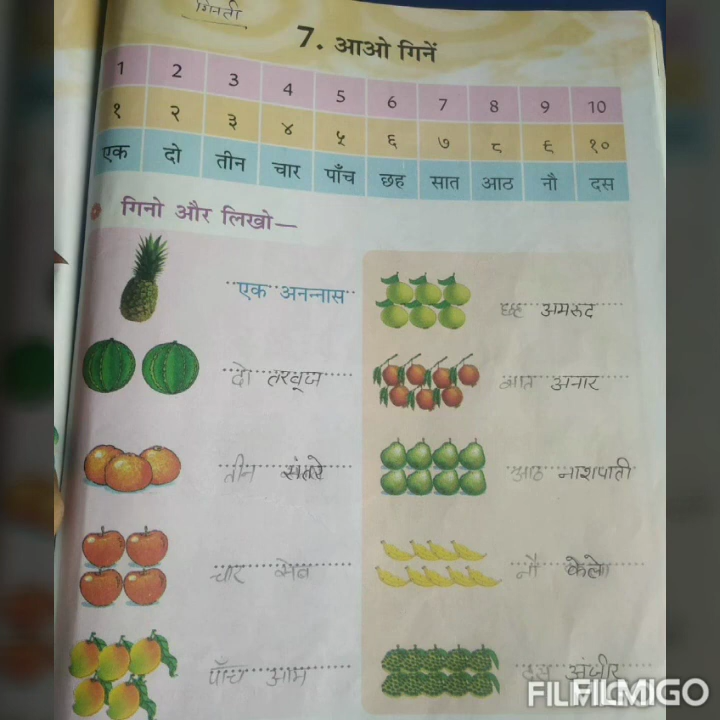 गिनती
7. आओ गिनें
1 2 3 4 5 6 7 8 9 10
१ २ ३ ४ ५ ६ ७ ८ ९ १०
एक दो तीन चार पाँच छह सात आठ नौ दस
गिनो और लिखो—
एक अनन्नास
दो तरबूज
तीन संतरे
चार सेब
पाँच आम
छह अमरुद
सात अनार
आठ नाशपाती
नौ केले
दस अंजीर
FILMIGO